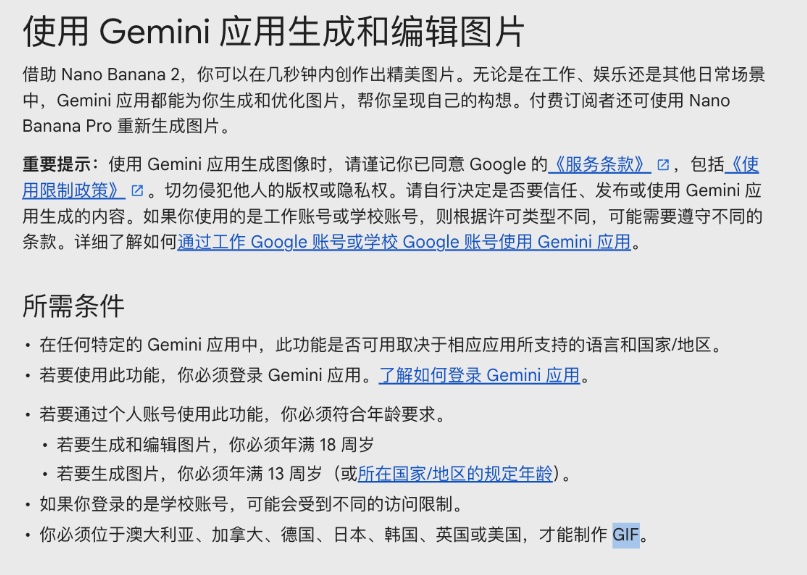 使用 Gemini 应用生成和编辑图片
借助 Nano Banana 2，你可以在几秒钟内创作出精美图片。无论是在工作、娱乐还是其他日常场景
中，Gemini 应用都能为你生成和优化图片，帮你呈现自己的构想。付费订阅者还可使用 Nano
Banana Pro 重新生成图片。
重要提示：使用 Gemini 应用生成图像时，请谨记你已同意 Google 的《服务条款》，包括《使
用限制政策》。切勿侵犯他人的版权或隐私权。请自行决定是否要信任、发布或使用 Gemini 应
用生成的内容。如果你使用的是工作账号或学校账号，则根据许可类型不同，可能需要遵守不同的
条款。详细了解如何通过工作 Google 账号或学校 Google 账号使用 Gemini 应用。
所需条件
• 在任何特定的 Gemini 应用中，此功能是否可用取决于相应应用所支持的语言和国家/地区。
• 若要使用此功能，你必须登录 Gemini 应用。了解如何登录 Gemini 应用。
• 若要通过个人账号使用此功能，你必须符合年龄要求。
• 若要生成和编辑图片，你必须年满 18 周岁
• 若要生成图片，你必须年满 13 周岁（或所在国家/地区的规定年龄）。
• 如果你登录的是学校账号，可能会受到不同的访问限制。
• 你必须位于澳大利亚、加拿大、德国、日本、韩国、英国或美国，才能制作 GIF。